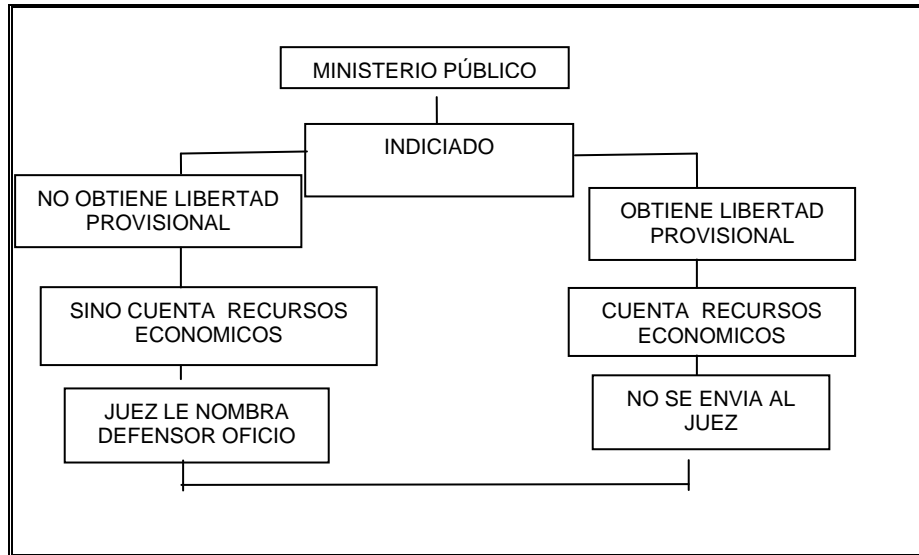 MINISTERIO PÚBLICO
INDICIADO
NO OBTIENE LIBERTAD
PROVISIONAL
OBTIENE LIBERTAD
PROVISIONAL
SINO CUENTA RECURSOS
ECONOMICOS
CUENTA RECURSOS
ECONOMICOS
JUEZ LE NOMBRA
DEFENSOR OFICIO
NO SE ENVIA AL
JUEZ